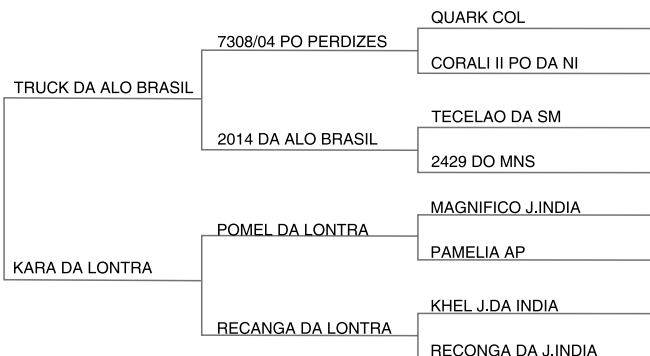 QUARK COL
7308/04 PO PERDIZES
CORALI II PO DA NI
TRUCK DA ALO BRASIL
TECELAO DA SM
2014 DA ALO BRASIL
2429 DO MNS
MAGNIFICO J.INDIA
POMEL DA LONTRA
PAMELIA AP
KARA DA LONTRA
KHEL J.DA INDIA
RECANGA DA LONTRA
RECONGA DA J.INDIA